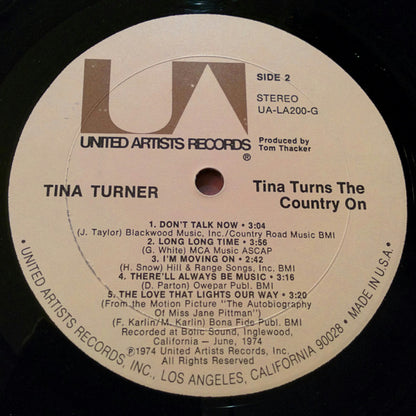 UA
SIDE 2
STEREO
UA-LA200-G
UNITED ARTISTS RECORDS
®
Produced by
Tom Thacker
TINA TURNER
Tina Turns The
Country On
1. DON'T TALK NOW • 3:04
(J. Taylor) Blackwood Music, Inc./Country Road Music BMI
2. LONG LONG TIME • 3:56
(G. White) MCA Music ASCAP
3. I'M MOVING ON • 2:42
(H. Snow) Hill & Range Songs, Inc. BMI
4. THERE'LL ALWAYS BE MUSIC • 3:16
(D. Parton) Owepar Publ. BMI
5. THE LOVE THAT LIGHTS OUR WAY • 3:20
(From the Motion Picture "The Autobiography
Of Miss Jane Pittman")
(F. Karlin/M. Karlin) Bona Fide Publ. BMI
Recorded at Bolic Sound, Inglewood,
California – June, 1974
℗1974 United Artists Records, Inc.
• UNITED ARTISTS RECORDS, INC., LOS ANGELES, CALIFORNIA 90028 • MADE IN U.S.A. •